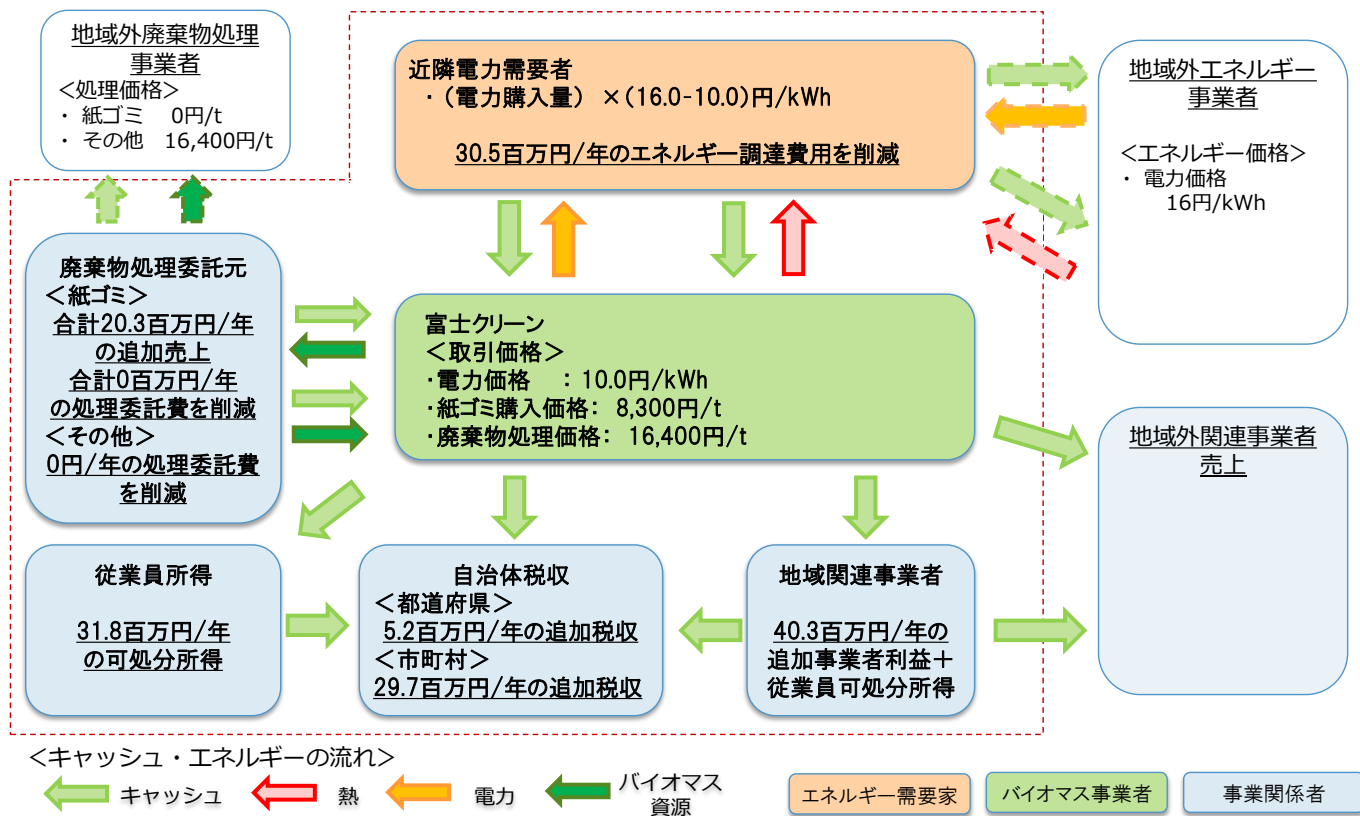 地域外廃棄物処理
事業者
<処理価格>
・ 紙ゴミ 0円/t
・ その他 16,400円/t
近隣電力需要者
・(電力購入量) ×(16.0-10.0)円/kWh
30.5百万円/年のエネルギー調達費用を削減
地域外エネルギー
事業者
<エネルギー価格>
・ 電力価格
16円/kWh
廃棄物処理委託元
<紙ゴミ>
合計20.3百万円/年
の追加売上
合計0百万円/年
の処理委託費を削減
<その他>
0円/年の処理委託費
を削減
富士クリーン
<取引価格>
・電力価格 : 10.0円/kWh
・紙ゴミ購入価格: 8,300円/t
・廃棄物処理価格: 16,400円/t
地域外関連事業者
売上
従業員所得
31.8百万円/年
の可処分所得
自治体税収
<都道府県>
5.2百万円/年の追加税収
<市町村>
29.7百万円/年の追加税収
地域関連事業者
40.3百万円/年の
追加事業者利益+
従業員可処分所得
<キャッシュ・エネルギーの流れ>
キャッシュ
熱
電力
バイオマス
資源
エネルギー需要家
バイオマス事業者
事業関係者